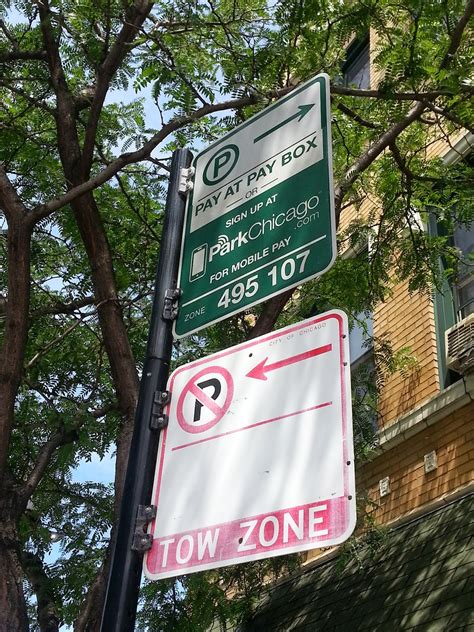 P
PAY AT PAY BOX
OR
SIGN UP AT
ParkChicago
.com
FOR MOBILE PAY
ZONE 495 107
CITY OF CHICAGO
P
TOW ZONE